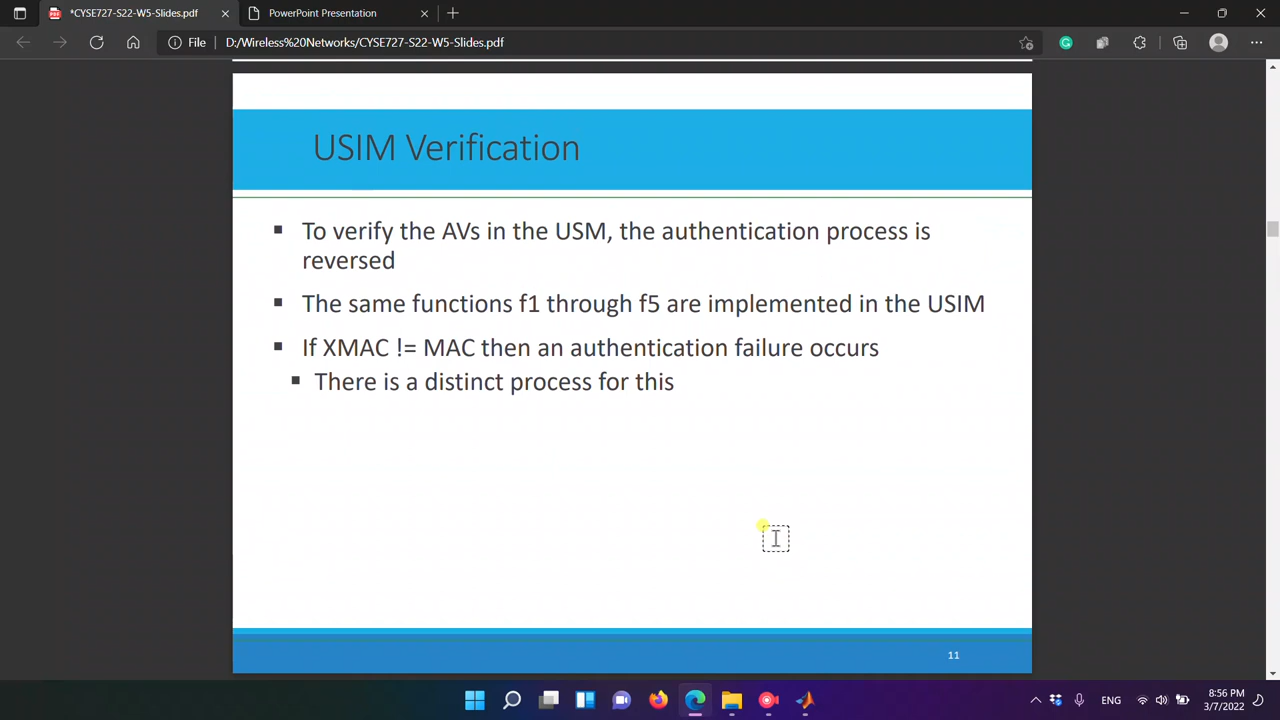 *CYSE727-S22-W5-Slides.pdf
PowerPoint Presentation
File D:/Wireless%20Networks/CYSE727-S22-W5-Slides.pdf
USIM Verification
To verify the AVs in the USM, the authentication process is
reversed
The same functions f1 through f5 are implemented in the USIM
If XMAC != MAC then an authentication failure occurs
There is a distinct process for this
11
ENG
8:56 PM
3/7/2022